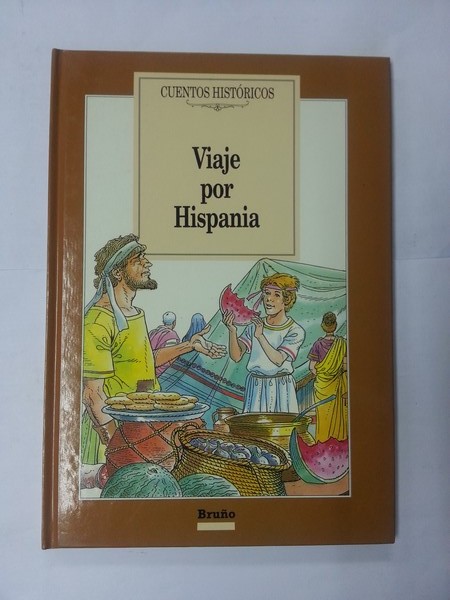 CUENTOS HISTÓRICOS
Viaje
por
Hispania
Bruño